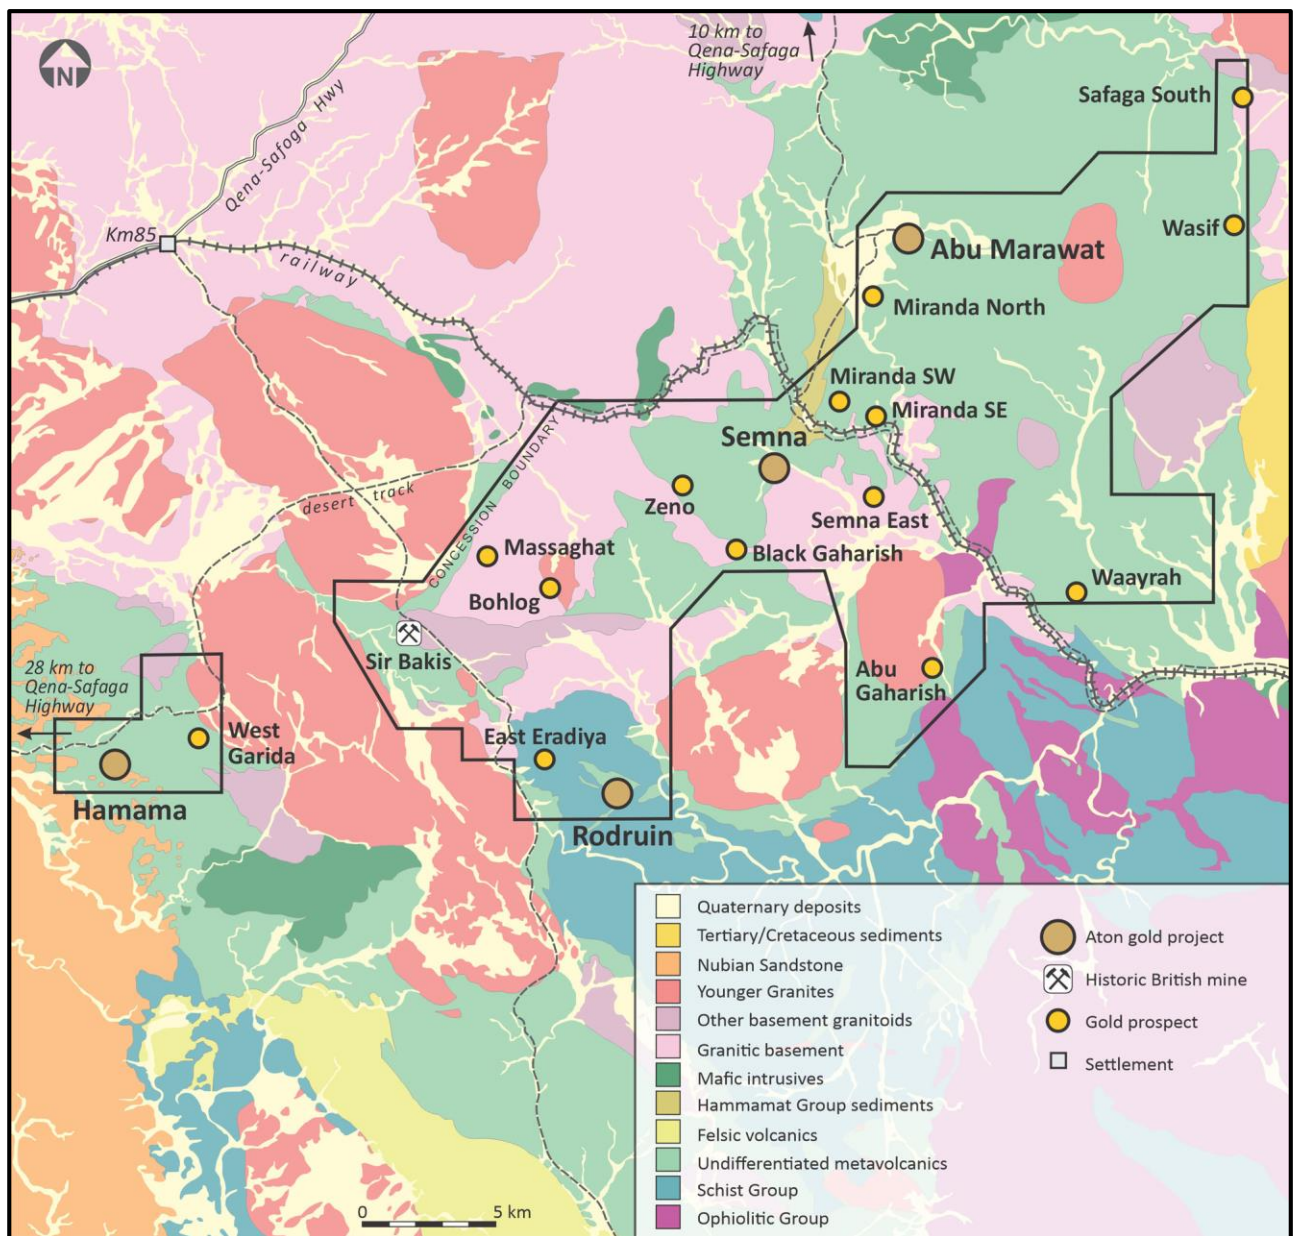 10 km to
Qena-Safaga
Highway
N
Safaga South
Qena-Safoga Hwy
Km85
Wasif
railway
Abu Marawat
Miranda North
Miranda SW
Miranda SE
Semna
CONCESSION BOUNDARY
desert track
Zeno
Semna East
Massaghat
Black Gaharish
Bohlog
Waayrah
Sir Bakis
28 km to
Qena-Safaga
Highway
Abu
Gaharish
West
Garida
East Eradiya
Hamama
Rodruin
Quaternary deposits
Tertiary/Cretaceous sediments
Nubian Sandstone
Younger Granites
Other basement granitoids
Granitic basement
Mafic intrusives
Hammamat Group sediments
Felsic volcanics
Undifferentiated metavolcanics
Schist Group
Ophiolitic Group
Aton gold project
Historic British mine
Gold prospect
Settlement
0 5 km